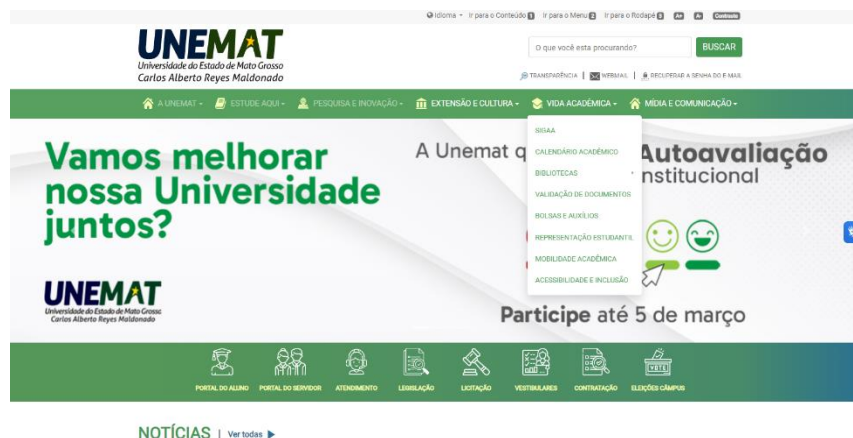 Idioma Ir para o Conteúdo 1 Ir para o Menu 2 Ir para o Rodapé 3 A+ A- Contraste
UNEMAT
Universidade do Estado de Mato Grosso
Carlos Alberto Reyes Maldonado
O que você esta procurando?
BUSCAR
TRANSPARÊNCIA | WEBMAIL | RECUPERAR A SENHA DO E-MAIL
A UNEMAT ESTUDE AQUI PESQUISA E INOVAÇÃO EXTENSÃO E CULTURA VIDA ACADÊMICA MÍDIA E COMUNICAÇÃO
SIGAA
CALENDÁRIO ACADÊMICO
BIBLIOTECAS
VALIDAÇÃO DE DOCUMENTOS
BOLSAS E AUXÍLIOS
REPRESENTAÇÃO ESTUDANTIL
MOBILIDADE ACADÊMICA
ACESSIBILIDADE E INCLUSÃO
Vamos melhorar
nossa Universidade
juntos?
A Unemat q Autoavaliação
nstitucional
UNEMAT
Universidade do Estado de Mato Grosso
Carlos Alberto Reyes Maldonado
Participe até 5 de março
PORTAL DO ALUNO PORTAL DO SERVIDOR ATENDIMENTO LEGISLAÇÃO LICITAÇÃO VESTIBULARES CONTRATAÇÃO VOTE ELEIÇÕES CÂMPUS
NOTÍCIAS | Ver todas